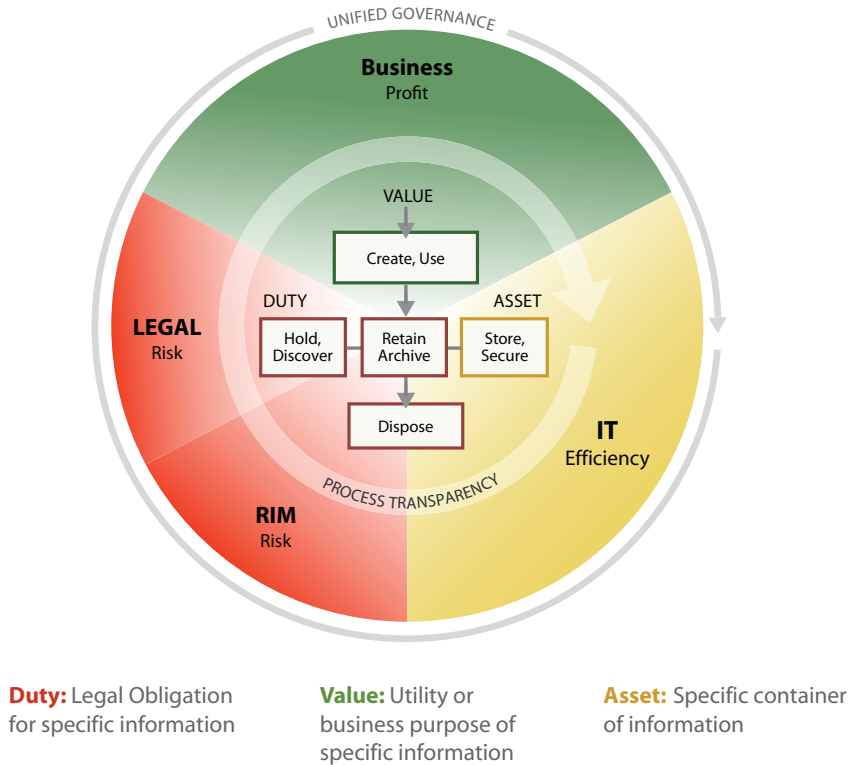 UNIFIED GOVERNANCE
Business
Profit
VALUE
Create, Use
DUTY
ASSET
LEGAL
Risk
Hold,
Discover
Retain
Archive
Store,
Secure
Dispose
IT
Efficiency
PROCESS TRANSPARENCY
RIM
Risk
Duty: Legal Obligation
for specific information
Value: Utility or
business purpose of
specific information
Asset: Specific container
of information